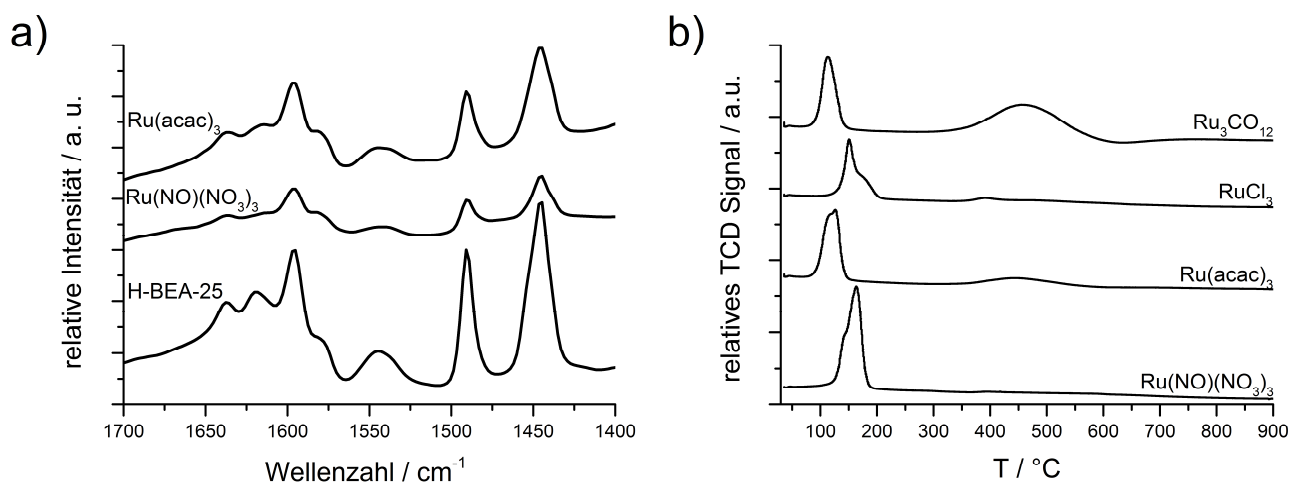 a)
relative Intensität / a. u.
Ru(acac)₃
Ru(NO)(NO₃)₃
H-BEA-25
1700 1650 1600 1550 1500 1450 1400
Wellenzahl / cm⁻¹
b)
relatives TCD Signal / a.u.
Ru₃CO₁₂
RuCl₃
Ru(acac)₃
Ru(NO)(NO₃)₃
100 200 300 400 500 600 700 800 900
T / °C